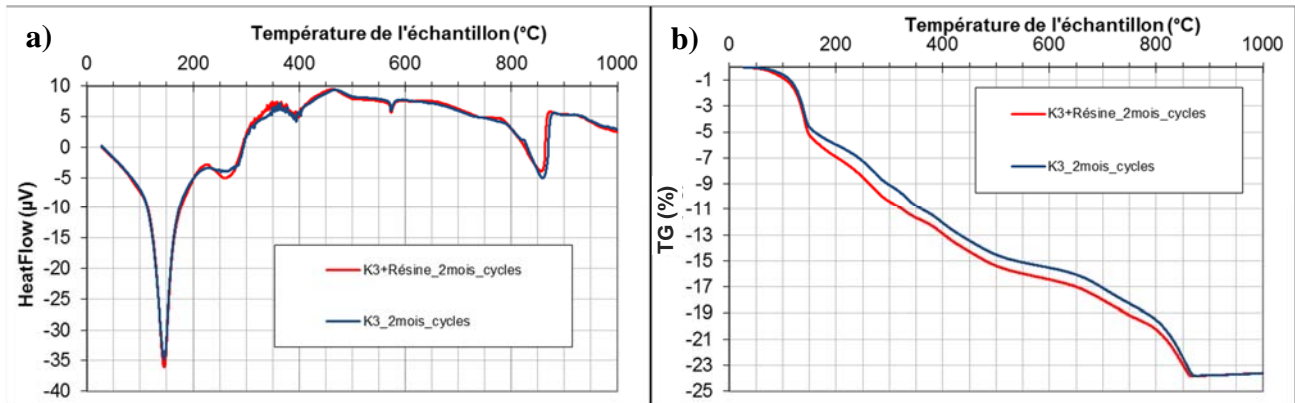 a)
Température de l'échantillon (°C)
0 200 400 600 800 1000
10
5
0
-5
-10
-15
-20
-25
-30
-35
-40
HeatFlow (µV)
K3+Résine_2mois_cycles
K3_2mois_cycles
b)
Température de l'échantillon (°C)
0 200 400 600 800 1000
-1
-3
-5
-7
-9
-11
-13
-15
-17
-19
-21
-23
-25
TG (%)
K3+Résine_2mois_cycles
K3_2mois_cycles